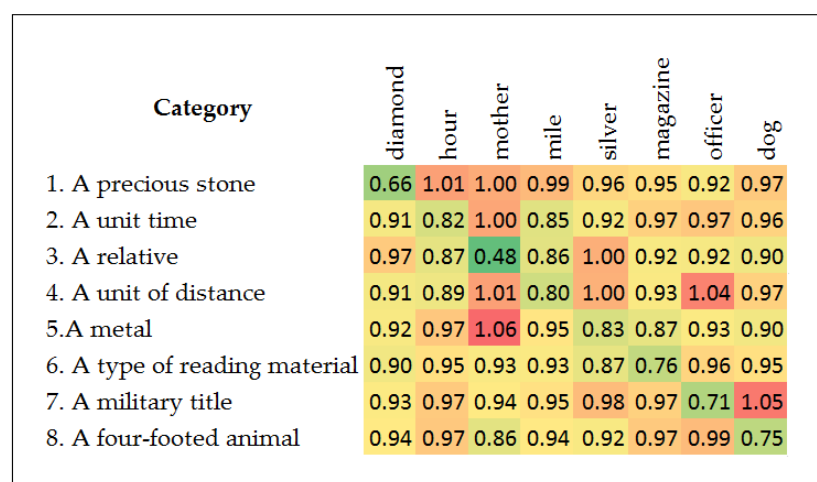 Category diamond hour mother mile silver magazine officer dog
1. A precious stone 0.66 1.01 1.00 0.99 0.96 0.95 0.92 0.97
2. A unit time 0.91 0.82 1.00 0.85 0.92 0.97 0.97 0.96
3. A relative 0.97 0.87 0.48 0.86 1.00 0.92 0.92 0.90
4. A unit of distance 0.91 0.89 1.01 0.80 1.00 0.93 1.04 0.97
5.A metal 0.92 0.97 1.06 0.95 0.83 0.87 0.93 0.90
6. A type of reading material 0.90 0.95 0.93 0.93 0.87 0.76 0.96 0.95
7. A military title 0.93 0.97 0.94 0.95 0.98 0.97 0.71 1.05
8. A four-footed animal 0.94 0.97 0.86 0.94 0.92 0.97 0.99 0.75